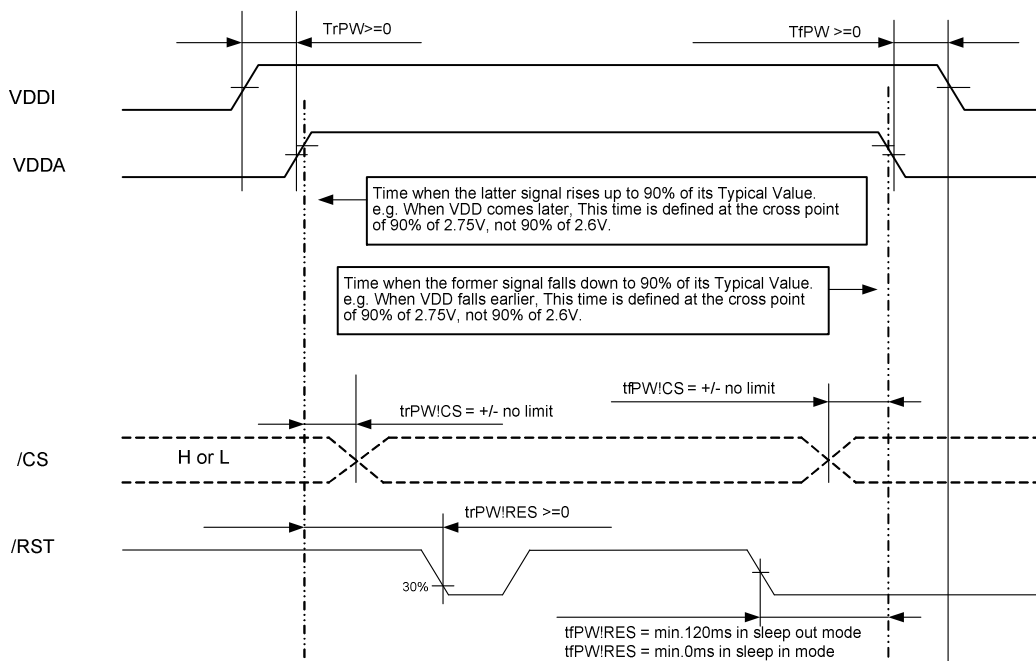 TrPW>=0
TfPW >=0
VDDI
VDDA
Time when the latter signal rises up to 90% of its Typical Value.
e.g. When VDD comes later, This time is defined at the cross point
of 90% of 2.75V, not 90% of 2.6V.
Time when the former signal falls down to 90% of its Typical Value.
e.g. When VDD falls earlier, This time is defined at the cross point
of 90% of 2.75V, not 90% of 2.6V.
tfPW!CS = +/- no limit
trPW!CS = +/- no limit
/CS
H or L
trPW!RES >=0
/RST
30%
tfPW!RES = min.120ms in sleep out mode
tfPW!RES = min.0ms in sleep in mode